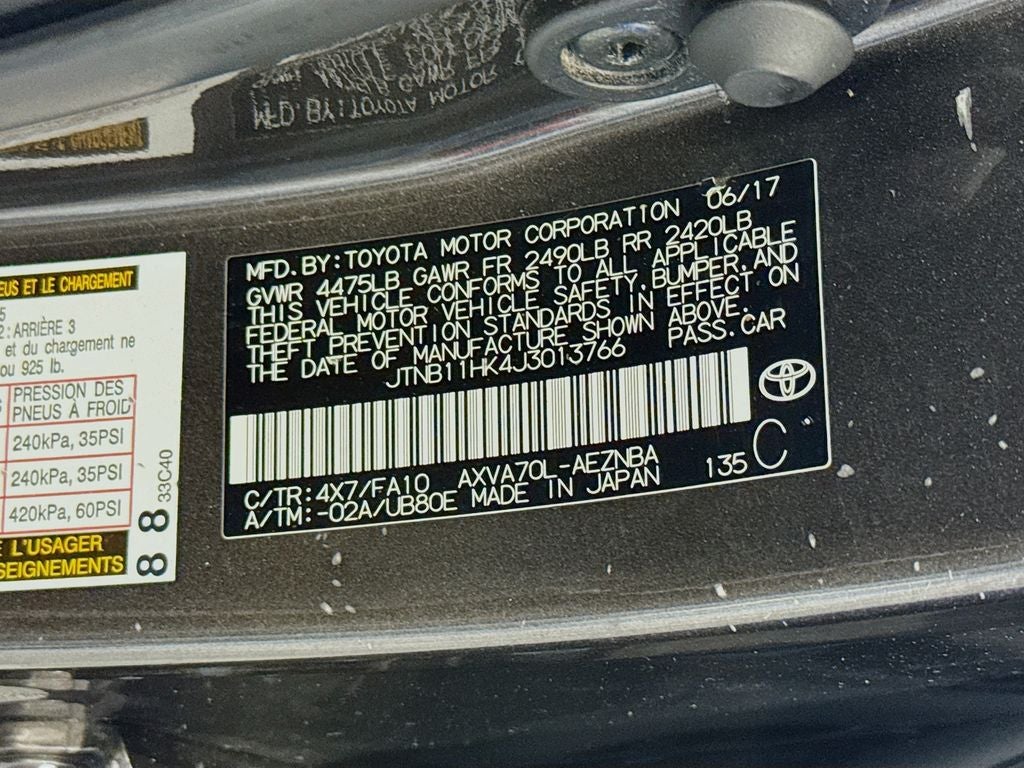 EUS ET LE CHARGEMENT
5
2: ARRIÈRE 3
et du chargement ne
ou 925 lb.
PRESSION DES
PNEUS À FROID
240kPa, 35PSI
240kPa, 35PSI
420kPa, 60PSI
L'USAGER
SEIGNEMENTS
88
33C40
MFD. BY: TOYOTA MOTOR CORPORATION 06/17
GVWR 4475LB GAWR FR 2490LB RR 2420LB
THIS VEHICLE CONFORMS TO ALL APPLICABLE
FEDERAL MOTOR VEHICLE SAFETY, BUMPER, AND
THEFT PREVENTION STANDARDS IN EFFECT ON
THE DATE OF MANUFACTURE SHOWN ABOVE.
JTNB11HK4J3013766 PASS. CAR
C/TR: 4X7/FA10 AXVA70L-AEZNBA
A/TM: -02A/UB80E MADE IN JAPAN 135 C